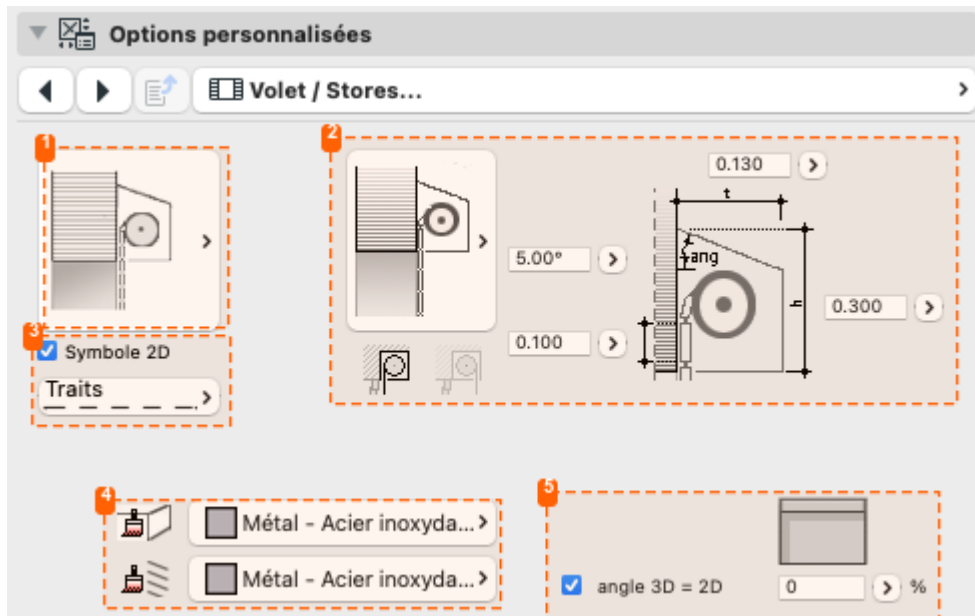 Options personnalisées
Volet / Stores...
1
2
0.130
t
5.00°
ang
h
0.300
0.100
3
Symbole 2D
Traits
4
Métal - Acier inoxyda...
Métal - Acier inoxyda...
5
angle 3D = 2D
0
%